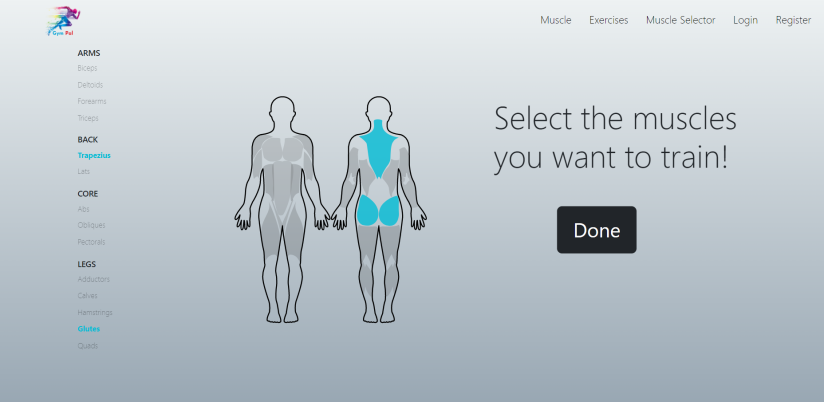 Gym Pal
Muscle Exercises Muscle Selector Login Register
ARMS
Biceps
Deltoids
Forearms
Triceps
BACK
Trapezius
Lats
CORE
Abs
Obliques
Pectorals
LEGS
Adductors
Calves
Hamstrings
Glutes
Quads
Select the muscles
you want to train!
Done